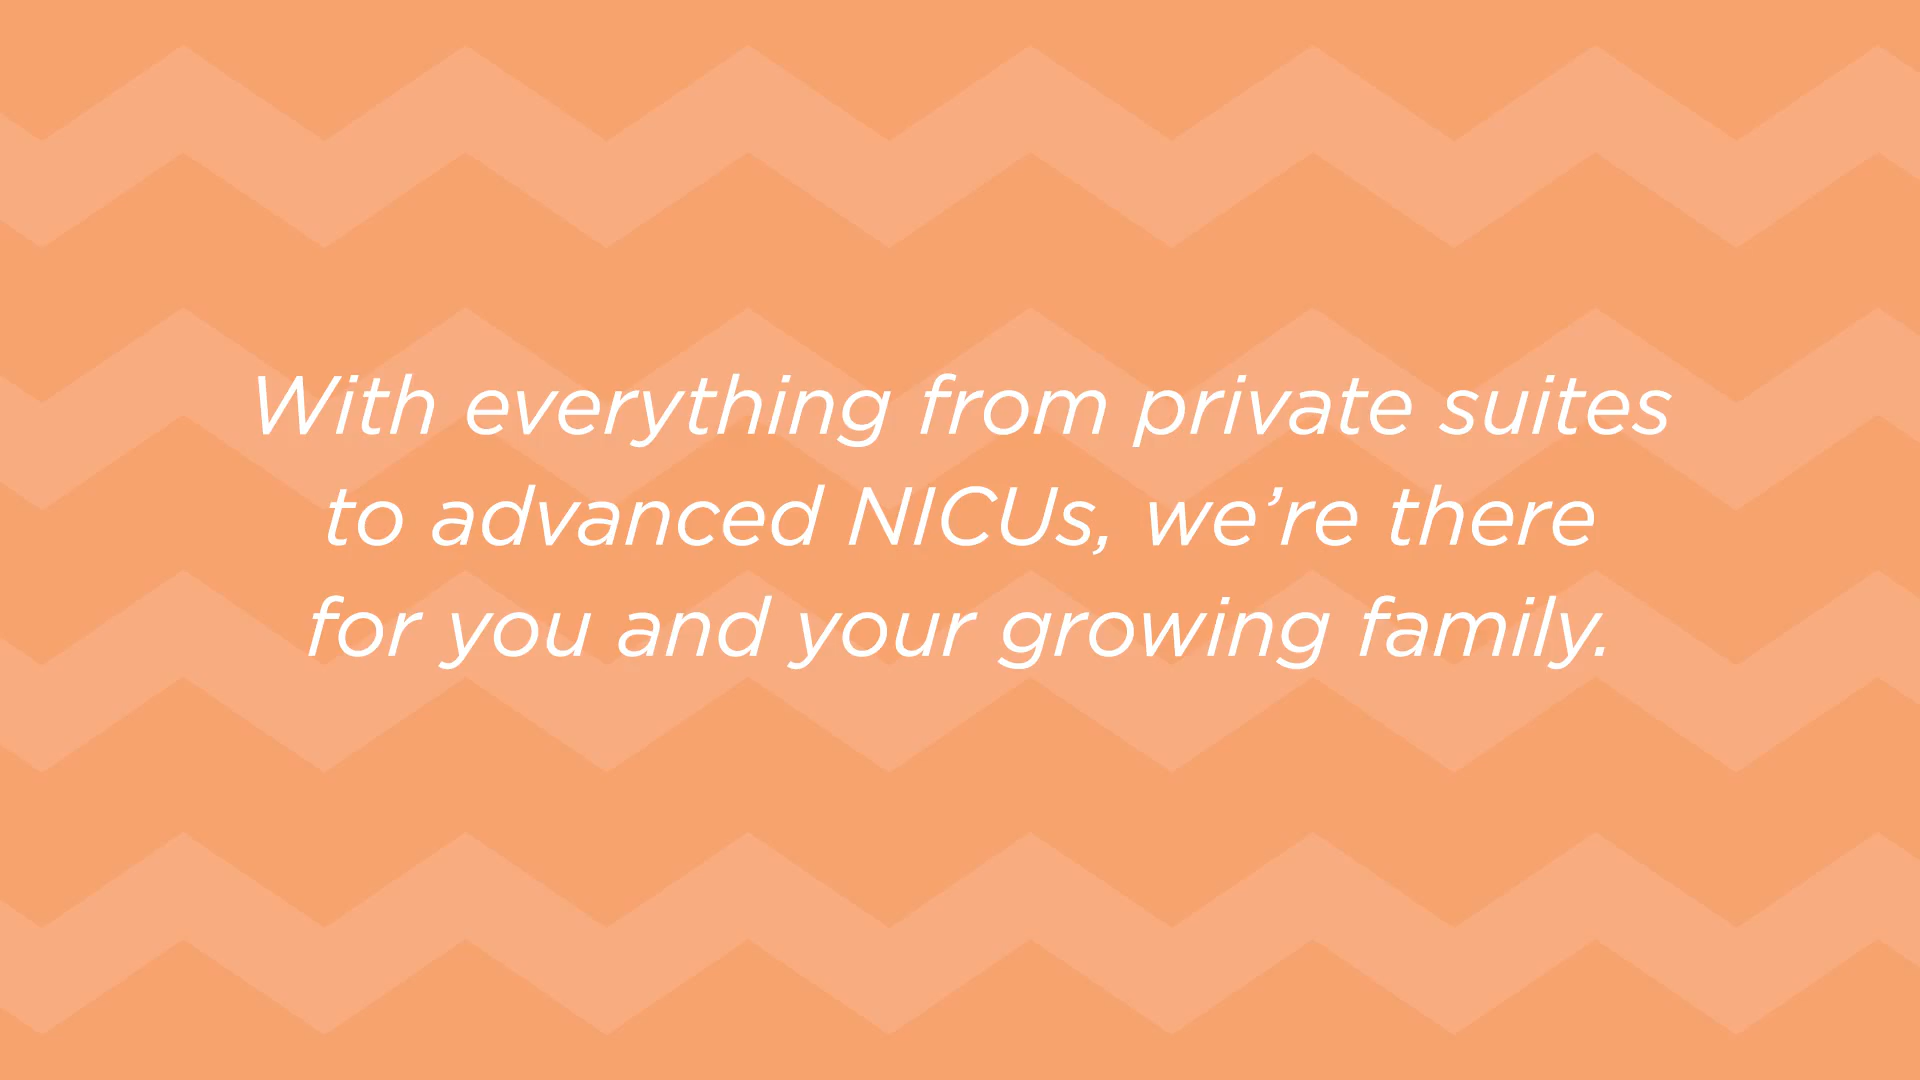 With everything from private suites
to advanced NICUs, we’re there
for you and your growing family.